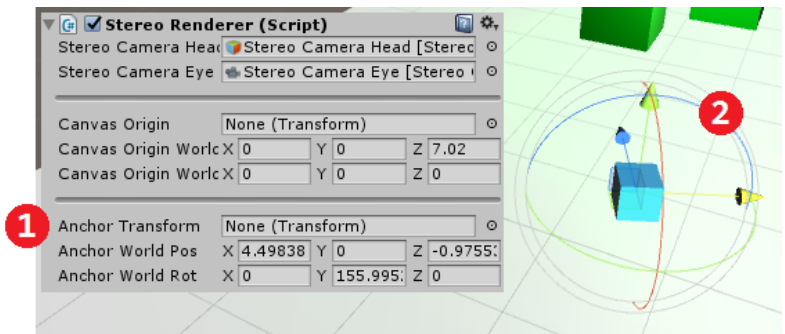 Stereo Renderer (Script)
Stereo Camera Head Stereo Camera Head [Stereo
Stereo Camera Eye Stereo Camera Eye [Stereo
Canvas Origin None (Transform)
Canvas Origin World X 0 Y 0 Z 7.02
Canvas Origin World X 0 Y 0 Z 0
1
2
Anchor Transform None (Transform)
Anchor World Pos X 4.49838 Y 0 Z -0.9755
Anchor World Rot X 0 Y 155.995 Z 0